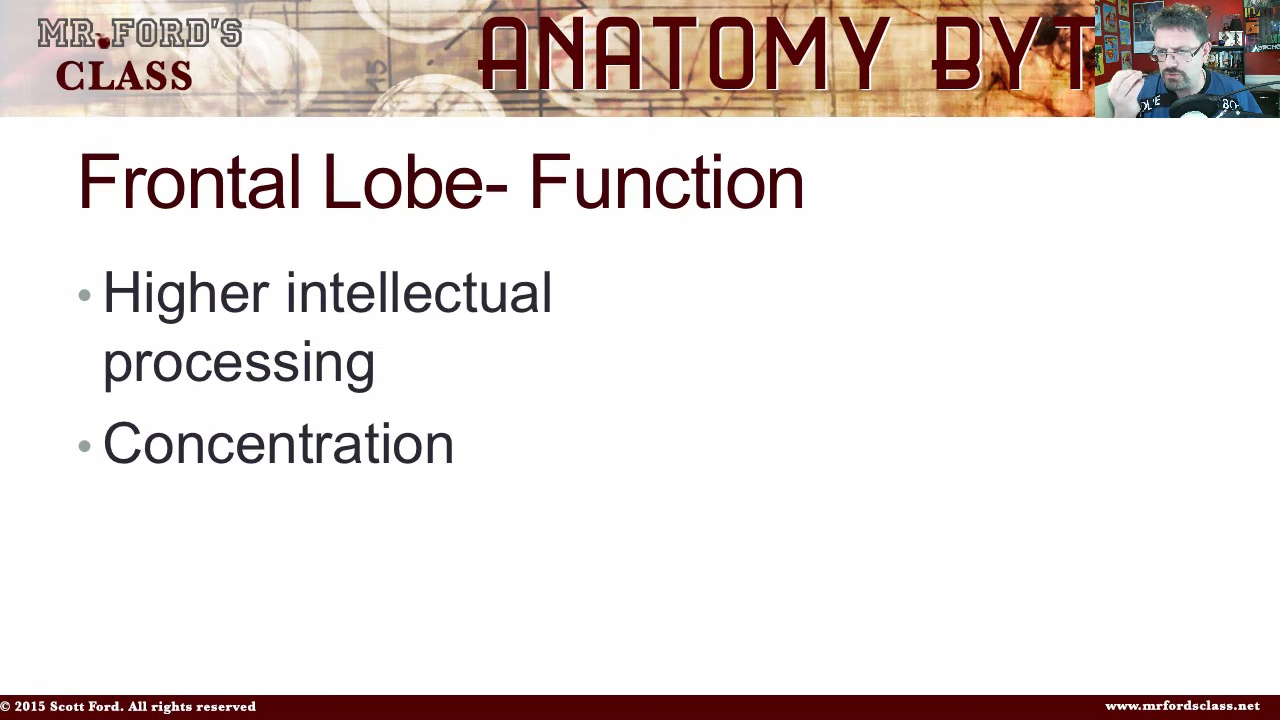 MR. FORD'S
CLASS
ANATOMY BYT
Frontal Lobe- Function
• Higher intellectual
processing
• Concentration
© 2015 Scott Ford. All rights reserved
www.mrfordsclass.net